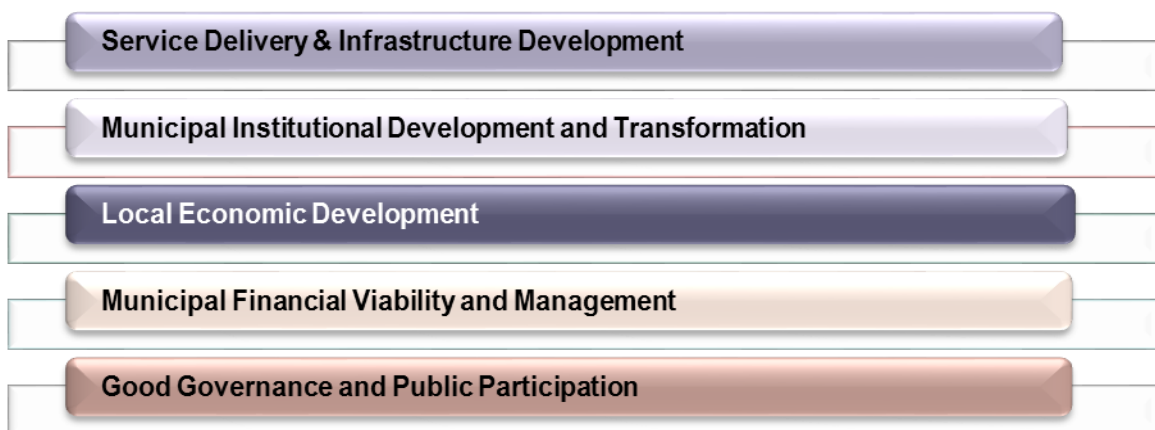 Service Delivery & Infrastructure Development
Municipal Institutional Development and Transformation
Local Economic Development
Municipal Financial Viability and Management
Good Governance and Public Participation